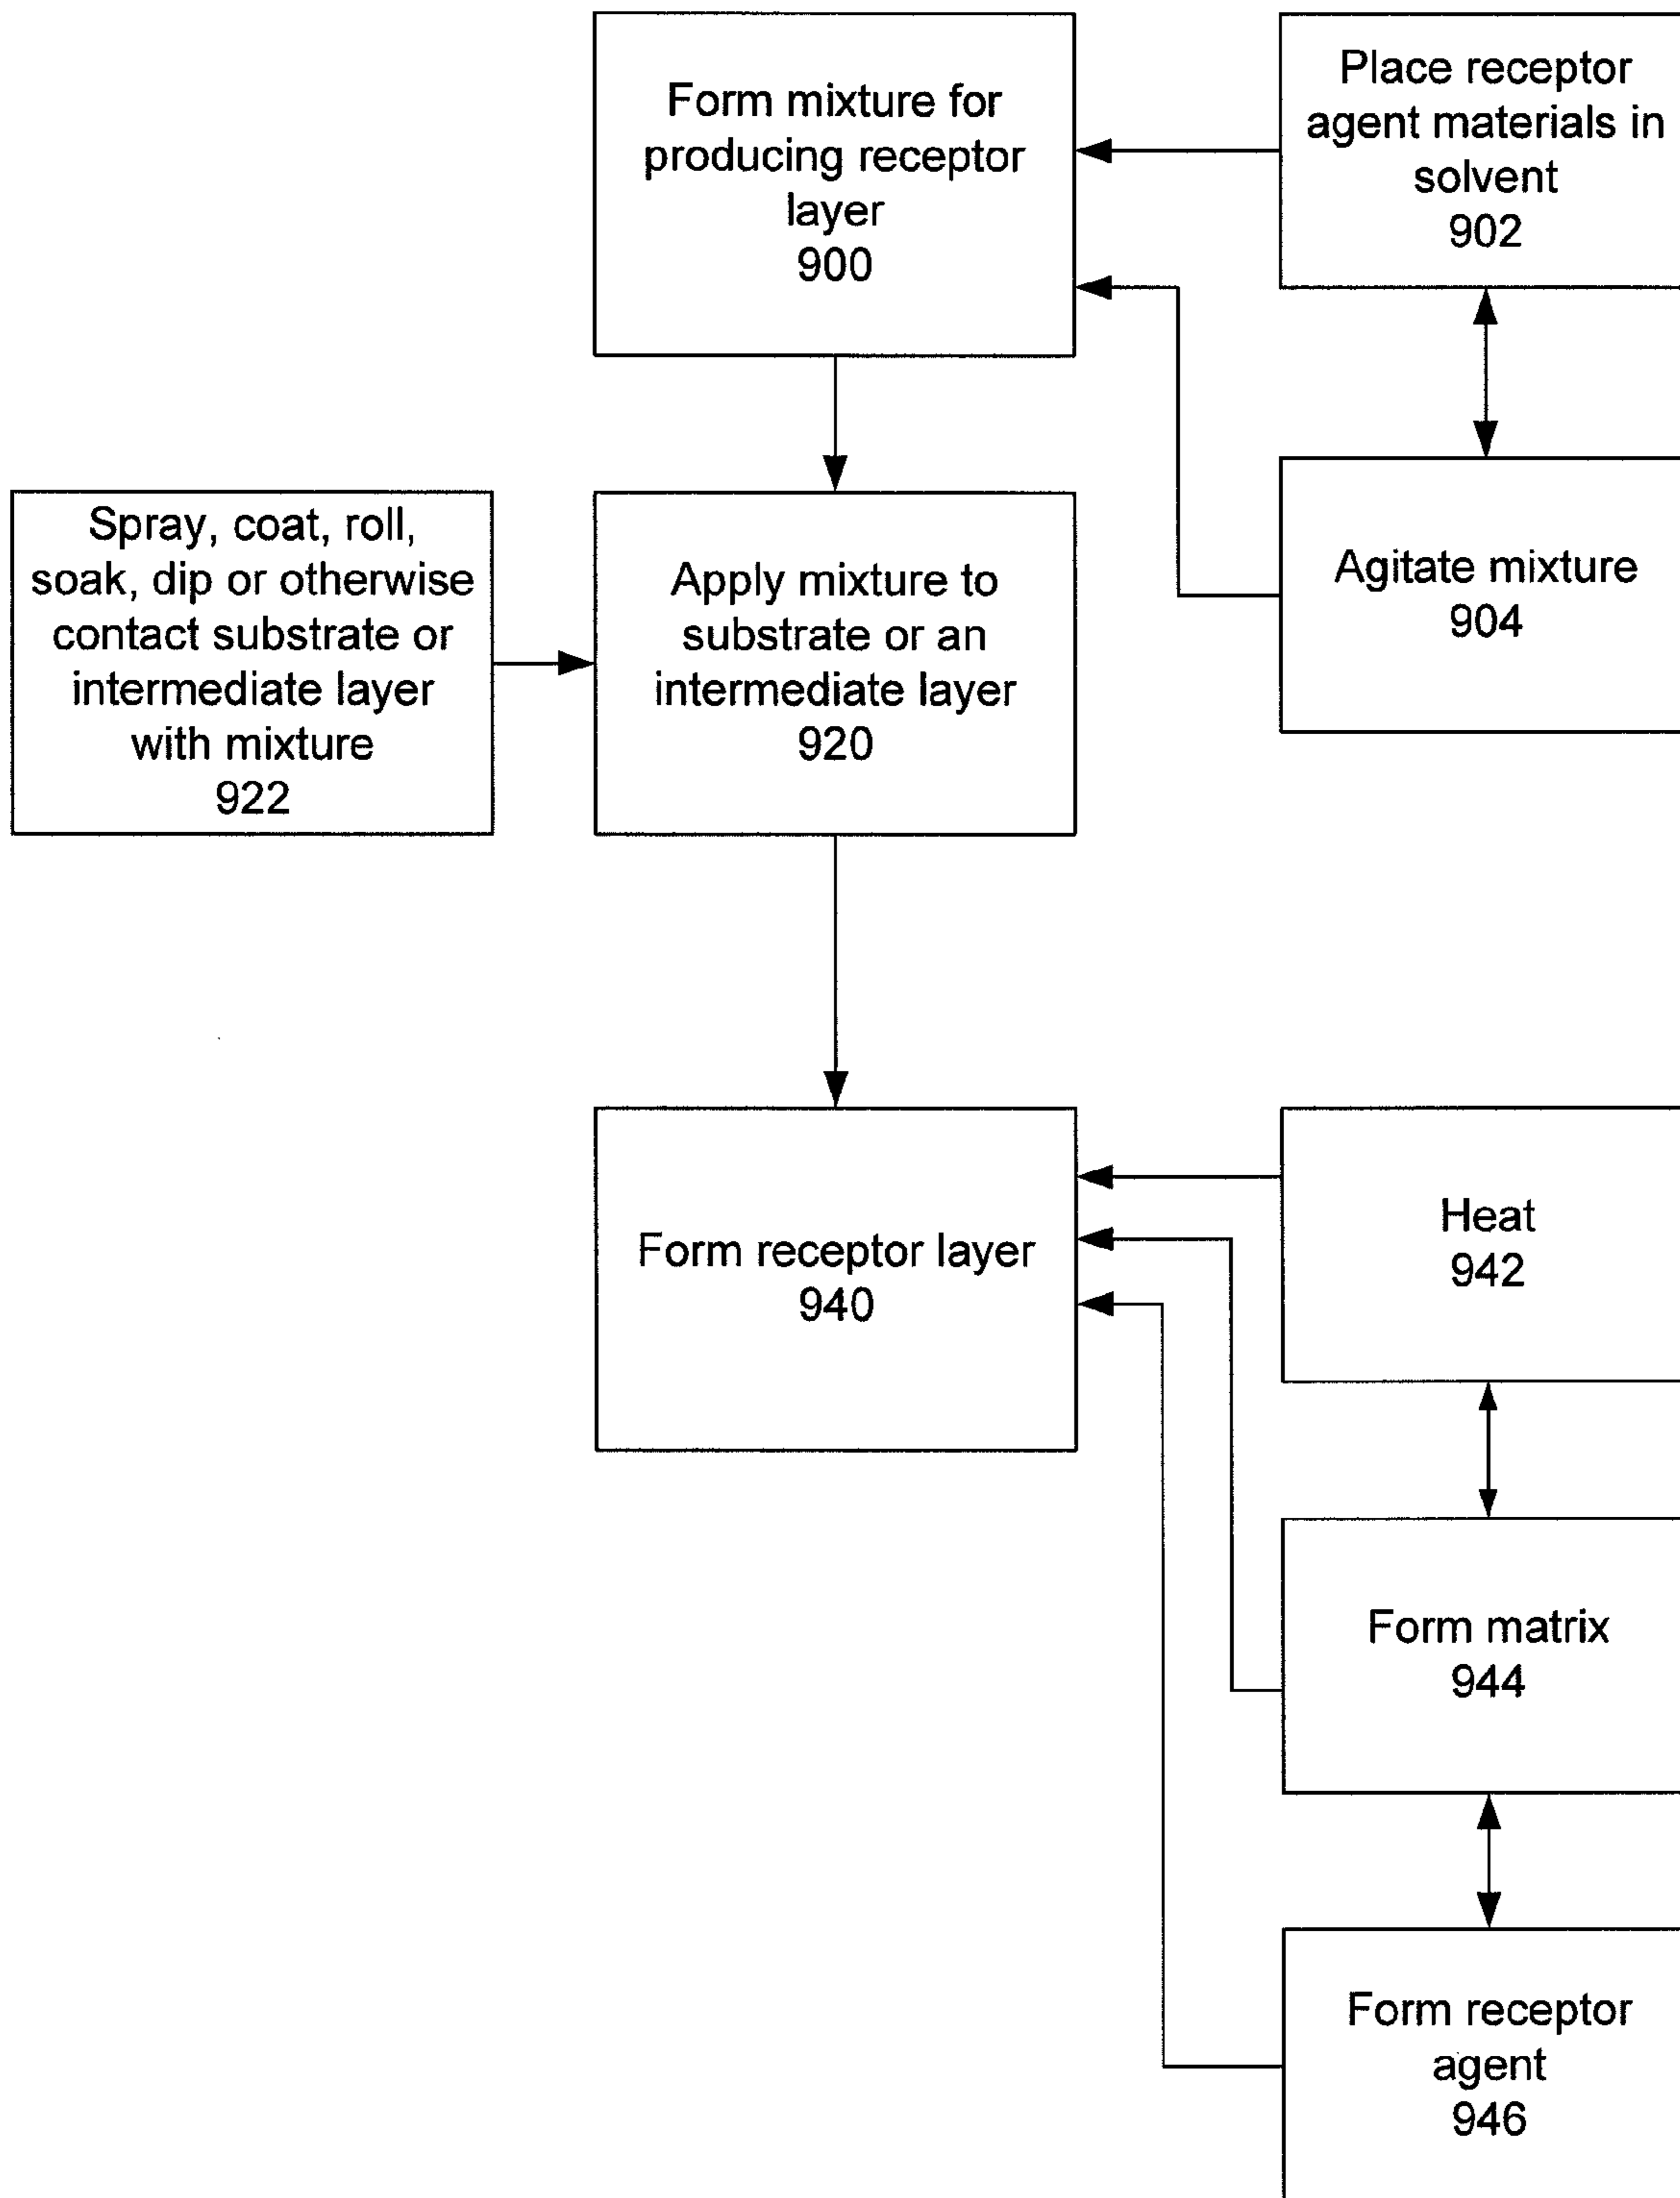 Form mixture for
producing receptor
layer
900
Place receptor
agent materials in
solvent
902
Agitate mixture
904
Spray, coat, roll,
soak, dip or otherwise
contact substrate or
intermediate layer
with mixture
922
Apply mixture to
substrate or an
intermediate layer
920
Form receptor layer
940
Heat
942
Form matrix
944
Form receptor
agent
946